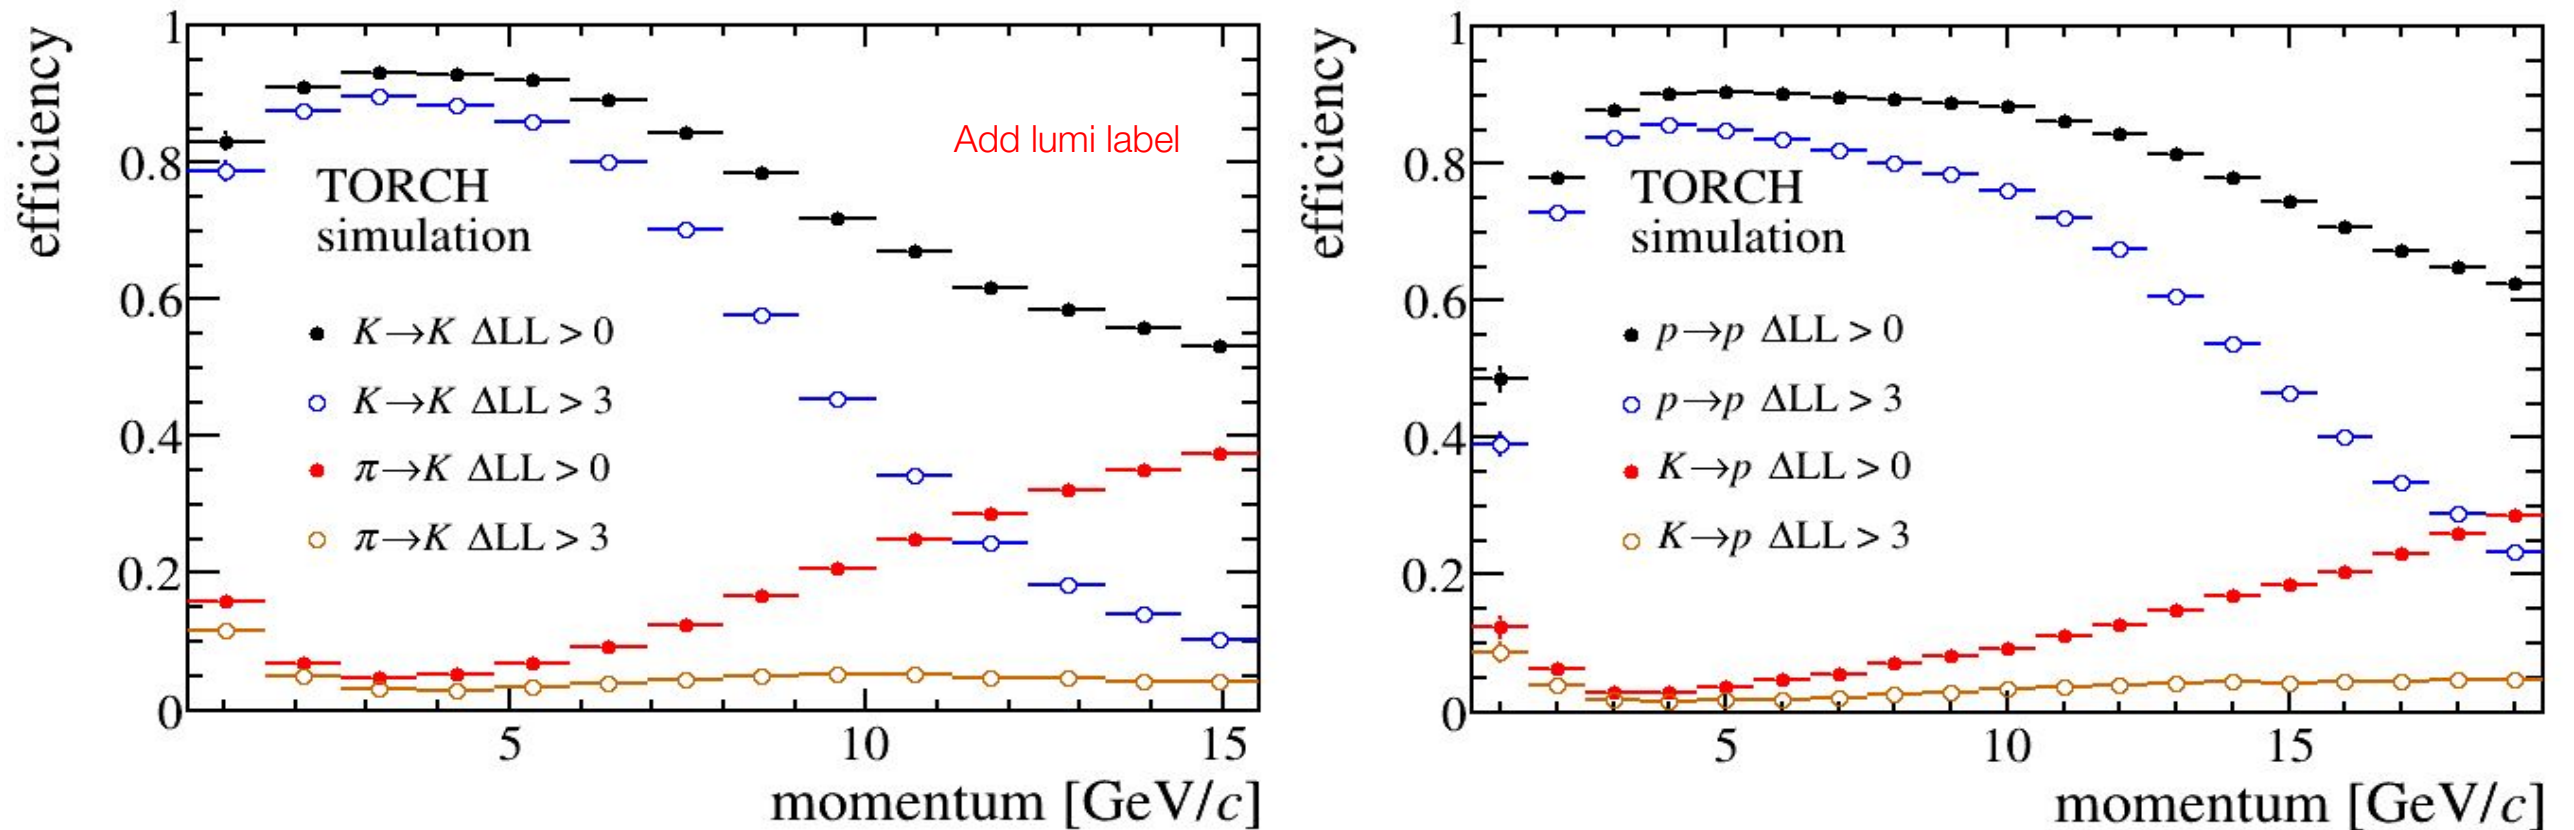 efficiency
1
0.8
0.6
0.4
0.2
0
Add lumi label
TORCH
simulation
K→K ΔLL > 0
K→K ΔLL > 3
π→K ΔLL > 0
π→K ΔLL > 3
5
10
15
momentum [GeV/c]
efficiency
1
0.8
0.6
0.4
0.2
0
TORCH
simulation
p→p ΔLL > 0
p→p ΔLL > 3
K→p ΔLL > 0
K→p ΔLL > 3
5
10
15
momentum [GeV/c]